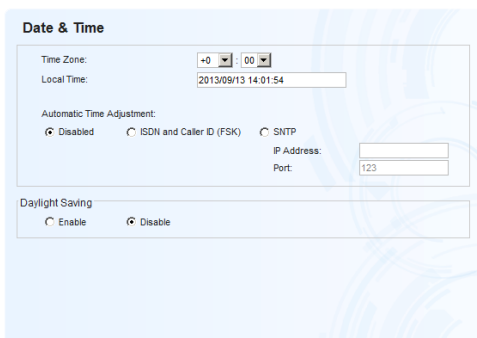 Date & Time
Time Zone: +0 : 00
Local Time: 2013/09/13 14:01:54
Automatic Time Adjustment:
Disabled ISDN and Caller ID (FSK) SNTP
IP Address:
Port: 123
Daylight Saving
Enable Disable